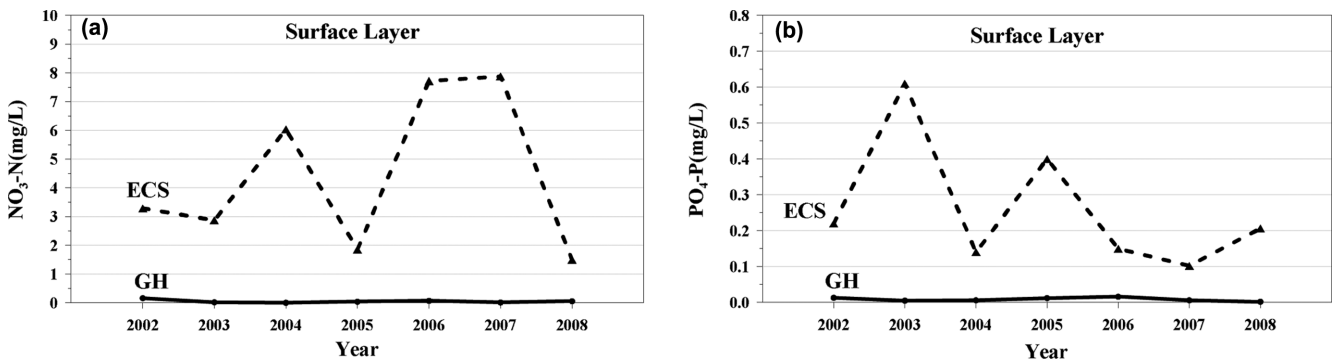 (a)
Surface Layer
NO3-N(mg/L)
10
9
8
7
6
5
4
3
2
1
0
ECS
GH
2002 2003 2004 2005 2006 2007 2008
Year
(b)
Surface Layer
PO4-P(mg/L)
0.8
0.7
0.6
0.5
0.4
0.3
0.2
0.1
0.0
ECS
GH
2002 2003 2004 2005 2006 2007 2008
Year